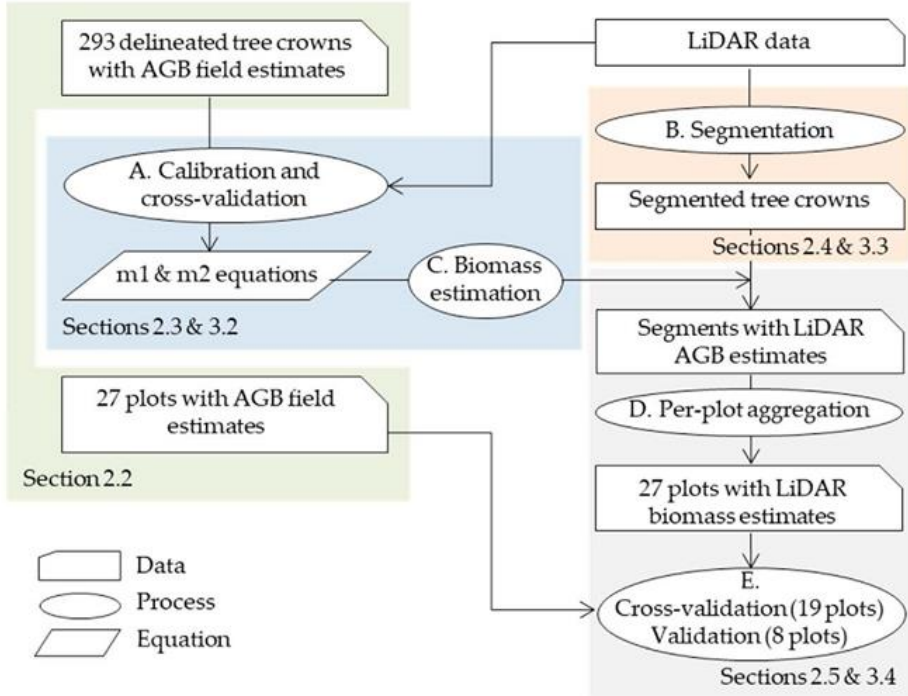 293 delineated tree crowns
with AGB field estimates
LiDAR data
B. Segmentation
A. Calibration and
cross-validation
Segmented tree crowns
Sections 2.4 & 3.3
m1 & m2 equations
C. Biomass
estimation
Sections 2.3 & 3.2
Segments with LiDAR
AGB estimates
27 plots with AGB field
estimates
D. Per-plot aggregation
Section 2.2
27 plots with LiDAR
biomass estimates
Data
Process
Equation
E.
Cross-validation (19 plots)
Validation (8 plots)
Sections 2.5 & 3.4